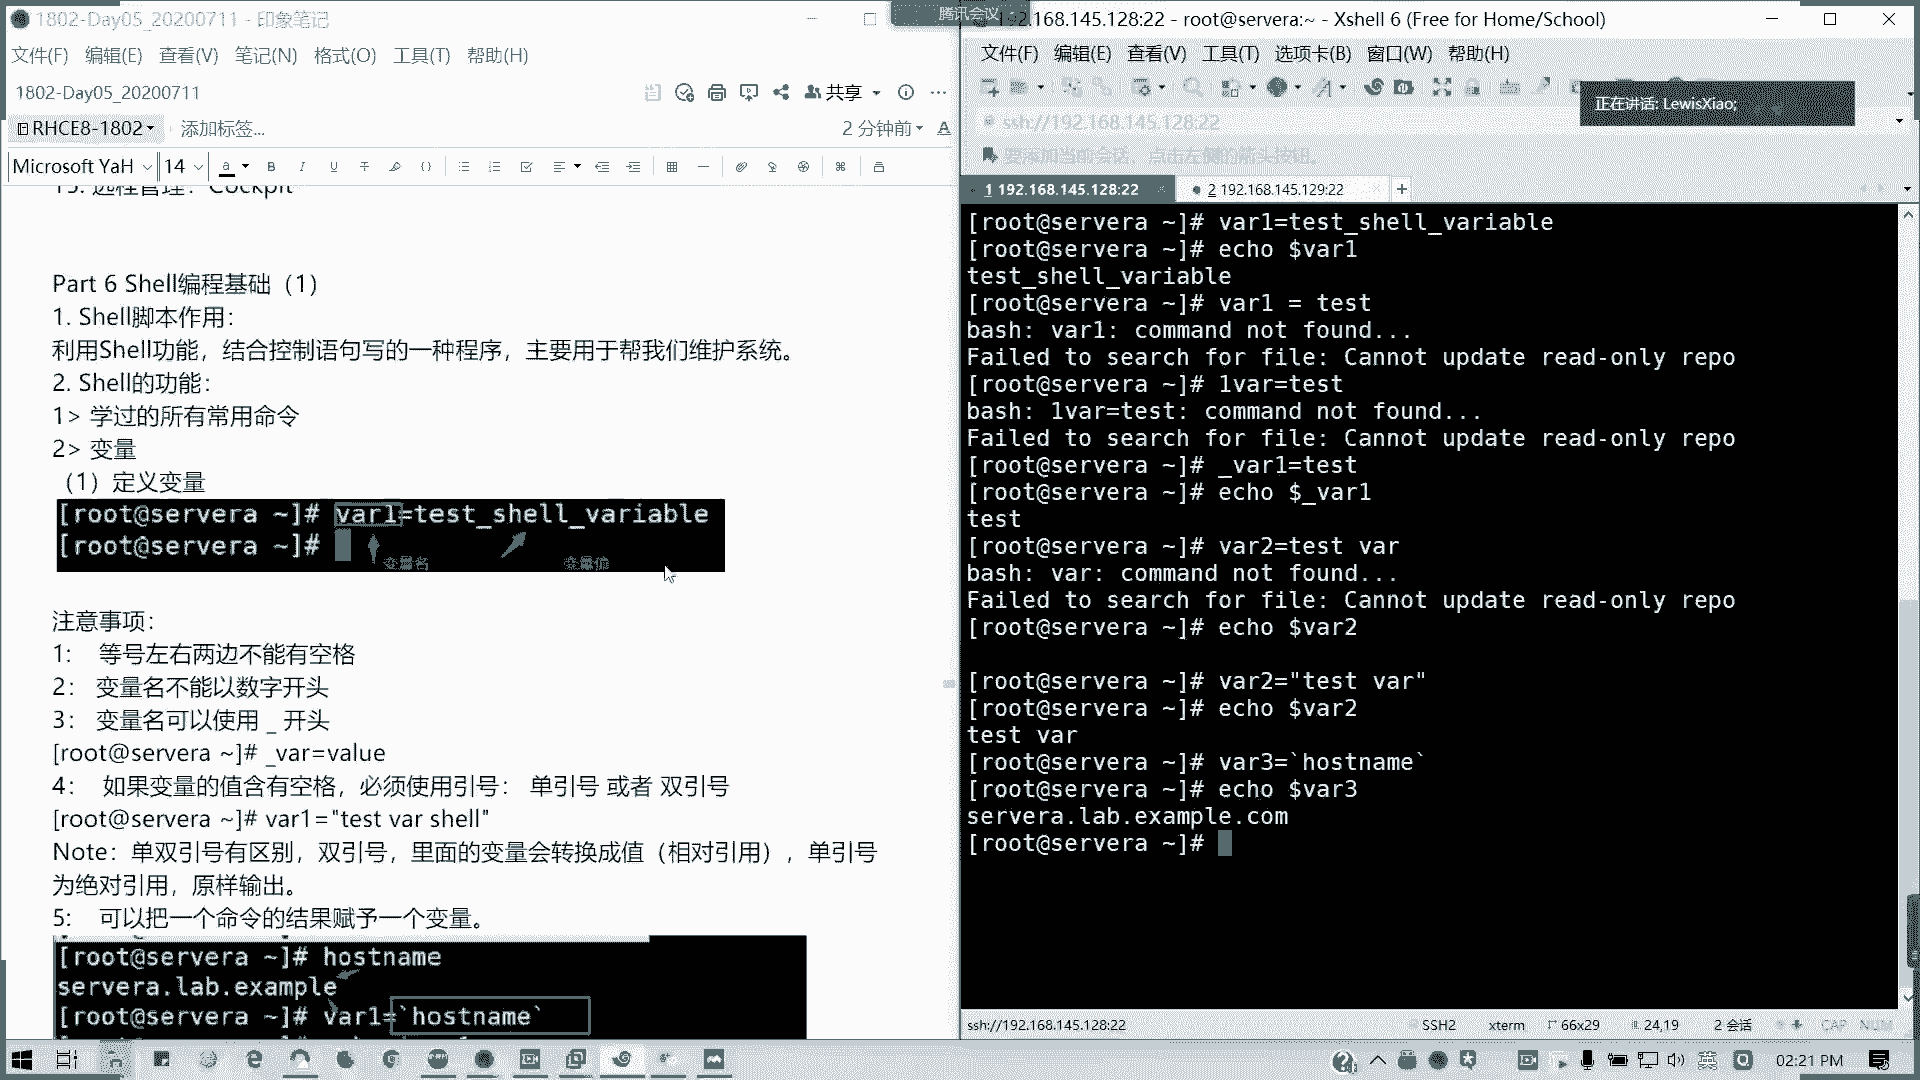 1802-Day05_20200711 - 印象笔记
文件(F) 编辑(E) 查看(V) 笔记(N) 格式(O) 工具(T) 帮助(H)
1802-Day05_20200711
共享
RHCE8-1802
添加标签...
2 分钟前
Microsoft YaH 14
15. 远程管理：Cockpit
Part 6 Shell编程基础（1）
1. Shell脚本作用:
利用Shell功能，结合控制语句写的一种程序，主要用于帮我们维护系统。
2. Shell的功能:
1> 学过的所有常用命令
2> 变量
（1）定义变量
[root@servera ~]# var1=test_shell_variable
[root@servera ~]#
变量名 变量值
注意事项:
1: 等号左右两边不能有空格
2: 变量名不能以数字开头
3: 变量名可以使用 _ 开头
[root@servera ~]# _var=value
4: 如果变量的值含有空格，必须使用引号： 单引号 或者 双引号
[root@servera ~]# var1="test var shell"
Note：单双引号有区别，双引号，里面的变量会转换成值（相对引用），单引号
为绝对引用，原样输出。
5: 可以把一个命令的结果赋予一个变量。
[root@servera ~]# hostname
servera.lab.example
[root@servera ~]# var1=`hostname`
腾讯会议
192.168.145.128:22 - root@servera:~ - Xshell 6 (Free for Home/School)
文件(F) 编辑(E) 查看(V) 工具(T) 选项卡(B) 窗口(W) 帮助(H)
正在讲话: LewisXiao;
ssh://192.168.145.128:22
要添加当前会话，点击左侧的箭头按钮。
1 192.168.145.128:22
2 192.168.145.129:22
[root@servera ~]# var1=test_shell_variable
[root@servera ~]# echo $var1
test_shell_variable
[root@servera ~]# var1 = test
bash: var1: command not found...
Failed to search for file: Cannot update read-only repo
[root@servera ~]# 1var=test
bash: 1var=test: command not found...
Failed to search for file: Cannot update read-only repo
[root@servera ~]# _var1=test
[root@servera ~]# echo $_var1
test
[root@servera ~]# var2=test var
bash: var: command not found...
Failed to search for file: Cannot update read-only repo
[root@servera ~]# echo $var2
[root@servera ~]# var2="test var"
[root@servera ~]# echo $var2
test var
[root@servera ~]# var3=`hostname`
[root@servera ~]# echo $var3
servera.lab.example.com
[root@servera ~]#
ssh://192.168.145.128:22 SSH2 xterm 66x29 24,19 2 会话 CAP NUM
英 02:21 PM